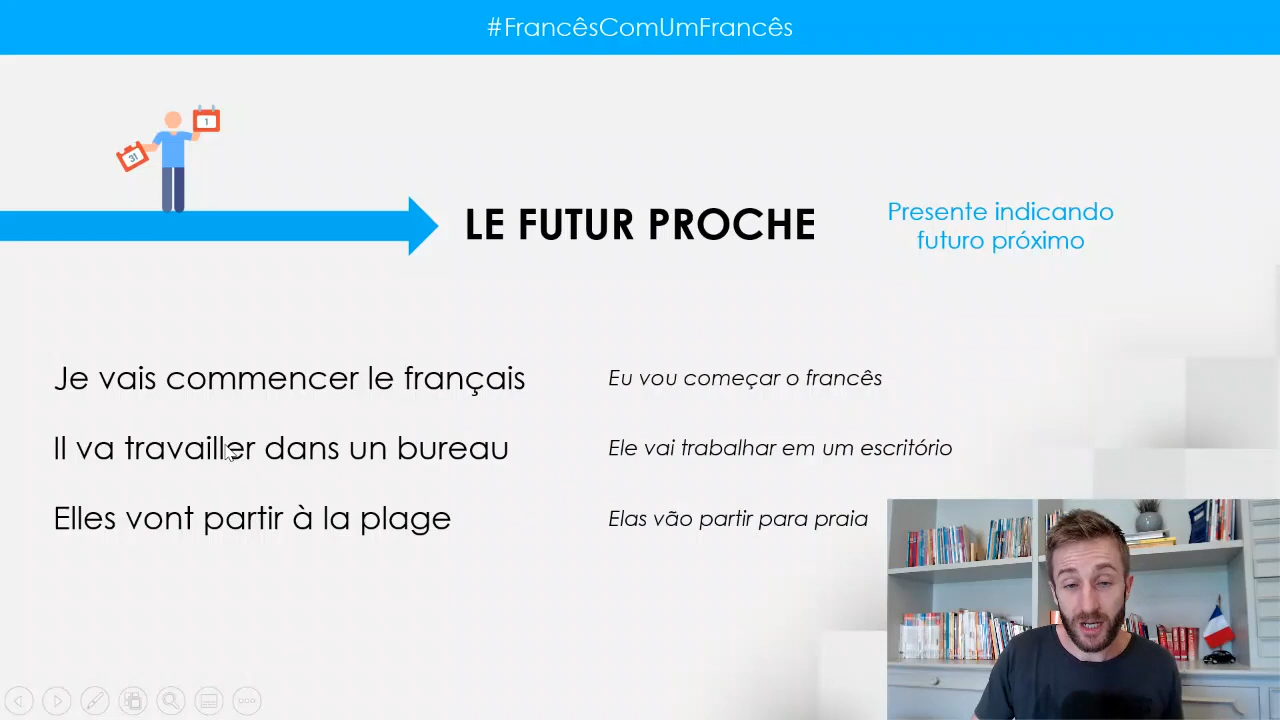 #FrancêsComUmFrancês
1
31
LE FUTUR PROCHE
Presente indicando
futuro próximo
Je vais commencer le français
Eu vou começar o francês
Il va travailler dans un bureau
Ele vai trabalhar em um escritório
Elles vont partir à la plage
Elas vão partir para praia